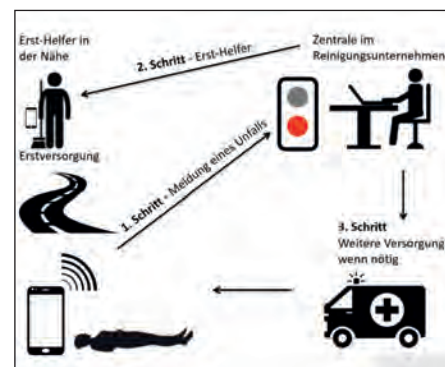 Erst-Helfer in
der Nähe
2. Schritt - Erst-Helfer
Zentrale im
Reinigungsunternehmen
Erstversorgung
1. Schritt - Meldung eines Unfalls
3. Schritt
Weitere Versorgung
wenn nötig